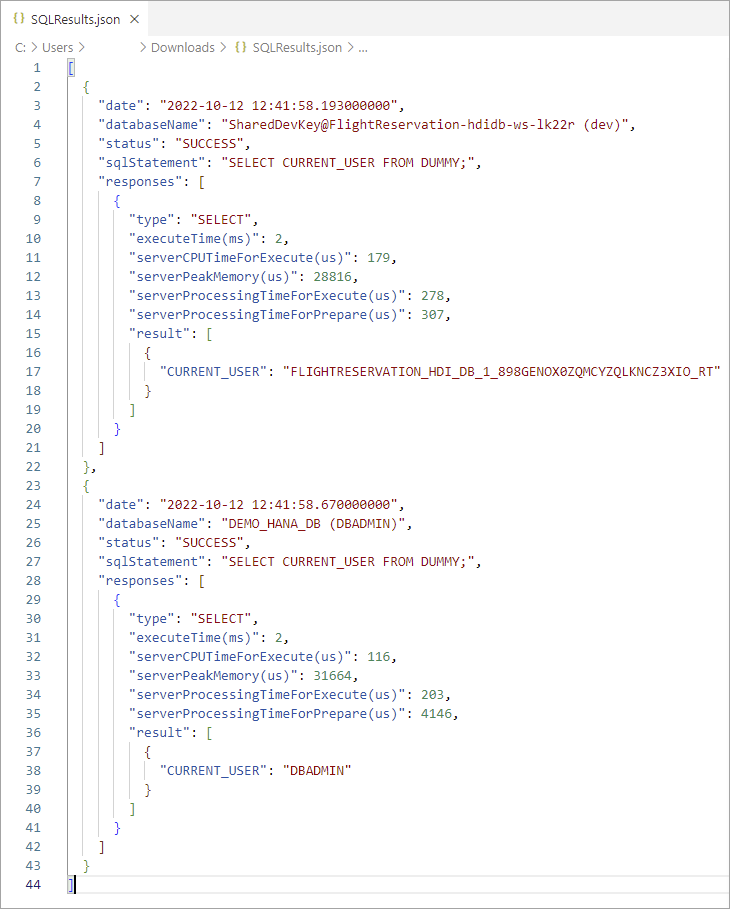 {} SQLResults.json ×
C: > Users > > Downloads > {} SQLResults.json > ...
1 [
2 {
3 "date": "2022-10-12 12:41:58.193000000",
4 "databaseName": "SharedDevKey@FlightReservation-hdidb-ws-lk22r (dev)",
5 "status": "SUCCESS",
6 "sqlStatement": "SELECT CURRENT_USER FROM DUMMY;",
7 "responses": [
8 {
9 "type": "SELECT",
10 "executeTime(ms)": 2,
11 "serverCPUTimeForExecute(us)": 179,
12 "serverPeakMemory(us)": 28816,
13 "serverProcessingTimeForExecute(us)": 278,
14 "serverProcessingTimeForPrepare(us)": 307,
15 "result": [
16 {
17 "CURRENT_USER": "FLIGHTRESERVATION_HDI_DB_1_898GENOX0ZQMCYZQLKNCZ3XIO_RT"
18 }
19 ]
20 }
21 ]
22 },
23 {
24 "date": "2022-10-12 12:41:58.670000000",
25 "databaseName": "DEMO_HANA_DB (DBADMIN)",
26 "status": "SUCCESS",
27 "sqlStatement": "SELECT CURRENT_USER FROM DUMMY;",
28 "responses": [
29 {
30 "type": "SELECT",
31 "executeTime(ms)": 2,
32 "serverCPUTimeForExecute(us)": 116,
33 "serverPeakMemory(us)": 31664,
34 "serverProcessingTimeForExecute(us)": 203,
35 "serverProcessingTimeForPrepare(us)": 4146,
36 "result": [
37 {
38 "CURRENT_USER": "DBADMIN"
39 }
40 ]
41 }
42 ]
43 }
44 ]